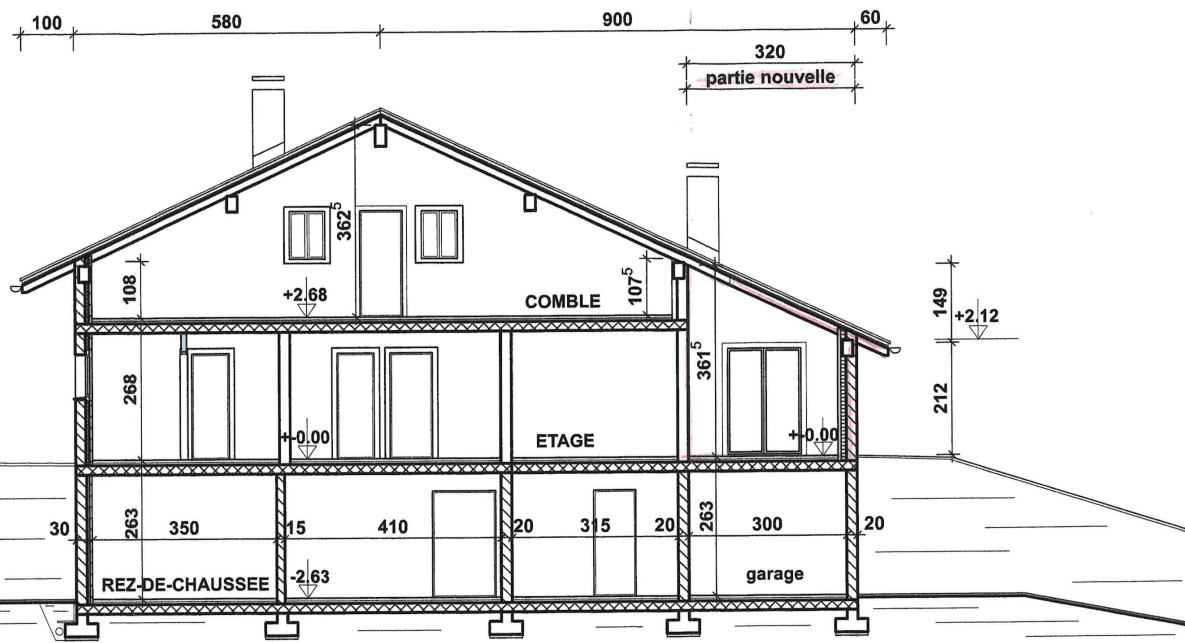 100 580 900 60
320
partie nouvelle
362⁵
108
+2.68
COMBLE
107⁵
149
+2.12
268
361⁵
212
+-0.00
ETAGE
+-0.00
30 263 350 15 410 20 315 20 263 300 20
REZ-DE-CHAUSSEE
-2.63
garage